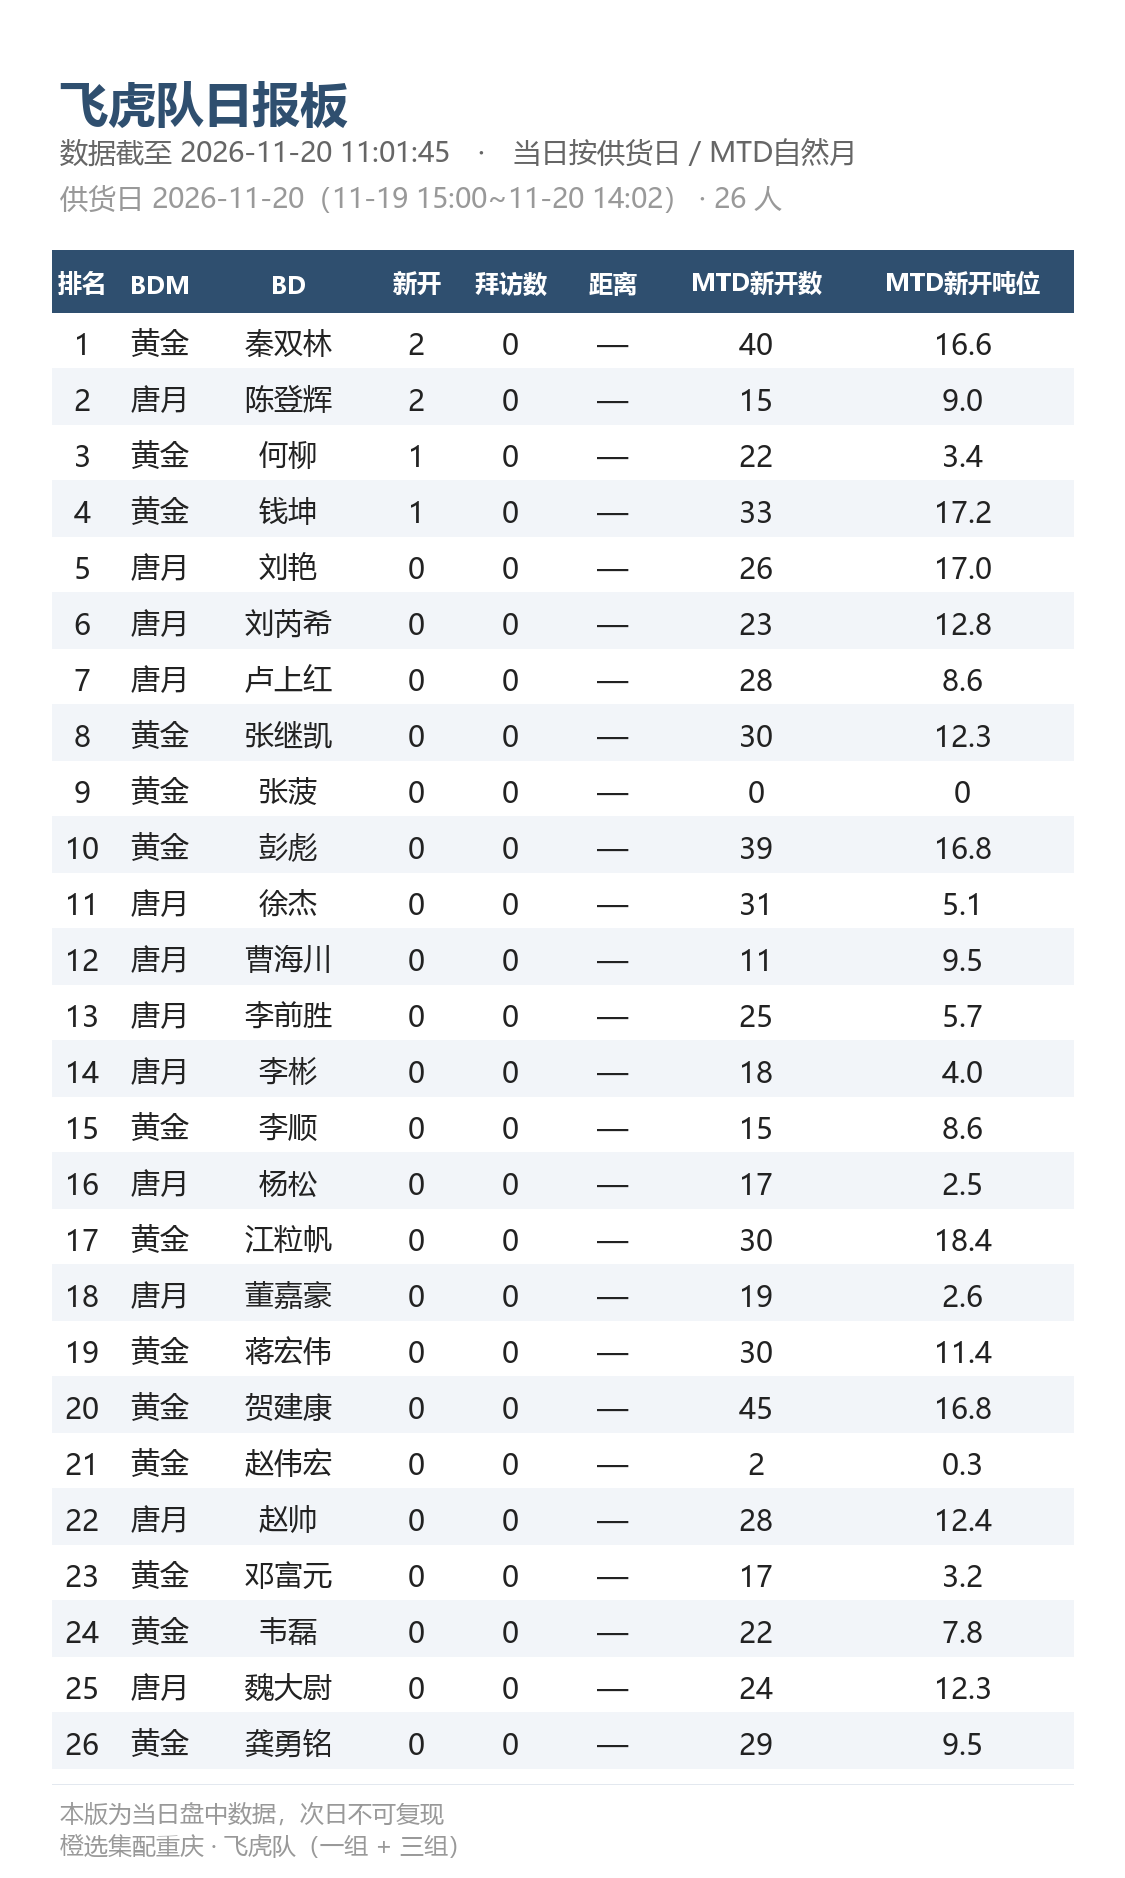 飞虎队日报板
数据截至 2026-11-20 11:01:45 · 当日按供货日 / MTD自然月
供货日 2026-11-20（11-19 15:00~11-20 14:02） · 26 人
排名 BDM BD 新开 拜访数 距离 MTD新开数 MTD新开吨位
1 黄金 秦双林 2 0 — 40 16.6
2 唐月 陈登辉 2 0 — 15 9.0
3 黄金 何柳 1 0 — 22 3.4
4 黄金 钱坤 1 0 — 33 17.2
5 唐月 刘艳 0 0 — 26 17.0
6 唐月 刘芮希 0 0 — 23 12.8
7 唐月 卢上红 0 0 — 28 8.6
8 黄金 张继凯 0 0 — 30 12.3
9 黄金 张菠 0 0 — 0 0
10 黄金 彭彪 0 0 — 39 16.8
11 唐月 徐杰 0 0 — 31 5.1
12 唐月 曹海川 0 0 — 11 9.5
13 唐月 李前胜 0 0 — 25 5.7
14 唐月 李彬 0 0 — 18 4.0
15 黄金 李顺 0 0 — 15 8.6
16 唐月 杨松 0 0 — 17 2.5
17 黄金 江粒帆 0 0 — 30 18.4
18 唐月 董嘉豪 0 0 — 19 2.6
19 黄金 蒋宏伟 0 0 — 30 11.4
20 黄金 贺建康 0 0 — 45 16.8
21 黄金 赵伟宏 0 0 — 2 0.3
22 唐月 赵帅 0 0 — 28 12.4
23 黄金 邓富元 0 0 — 17 3.2
24 黄金 韦磊 0 0 — 22 7.8
25 唐月 魏大尉 0 0 — 24 12.3
26 黄金 龚勇铭 0 0 — 29 9.5
本版为当日盘中数据，次日不可复现
橙选集配重庆 · 飞虎队（一组 + 三组）